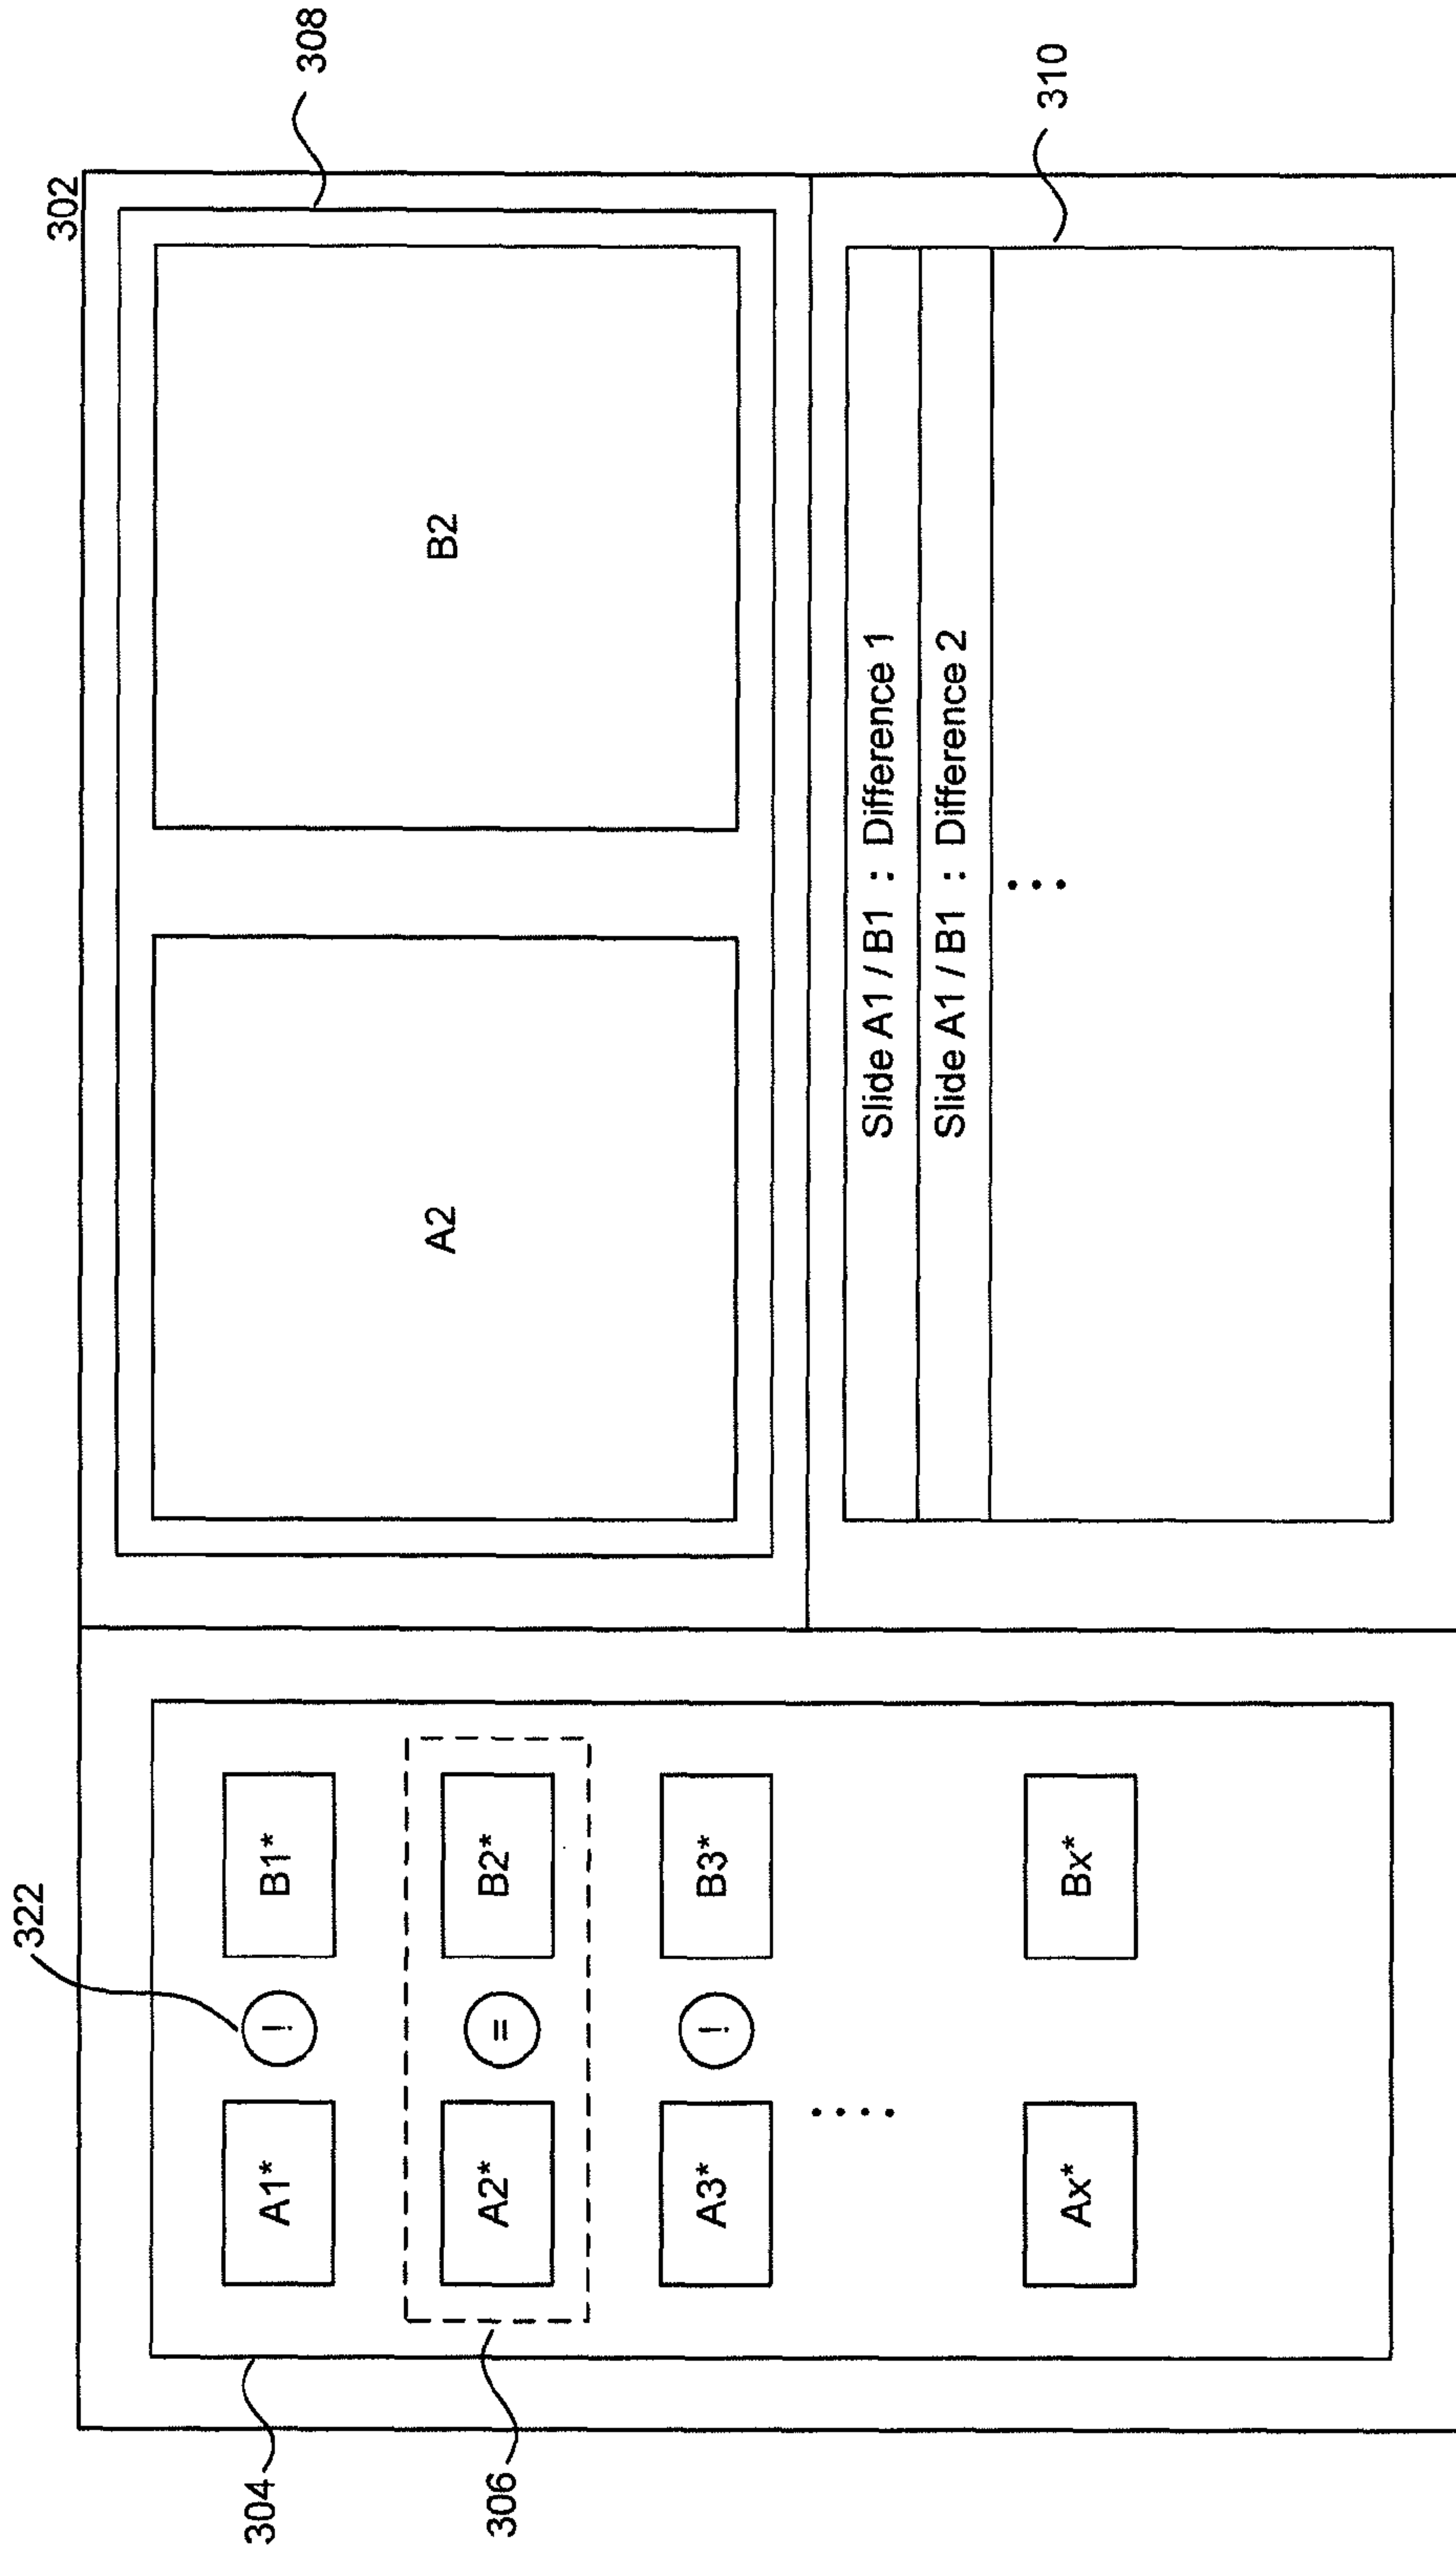 302
308
322
304
A1* ! B1*
306
A2* = B2*
A3* ! B3*
....
Ax* Bx*
A2 B2
310
Slide A1 / B1 : Difference 1
Slide A1 / B1 : Difference 2
...